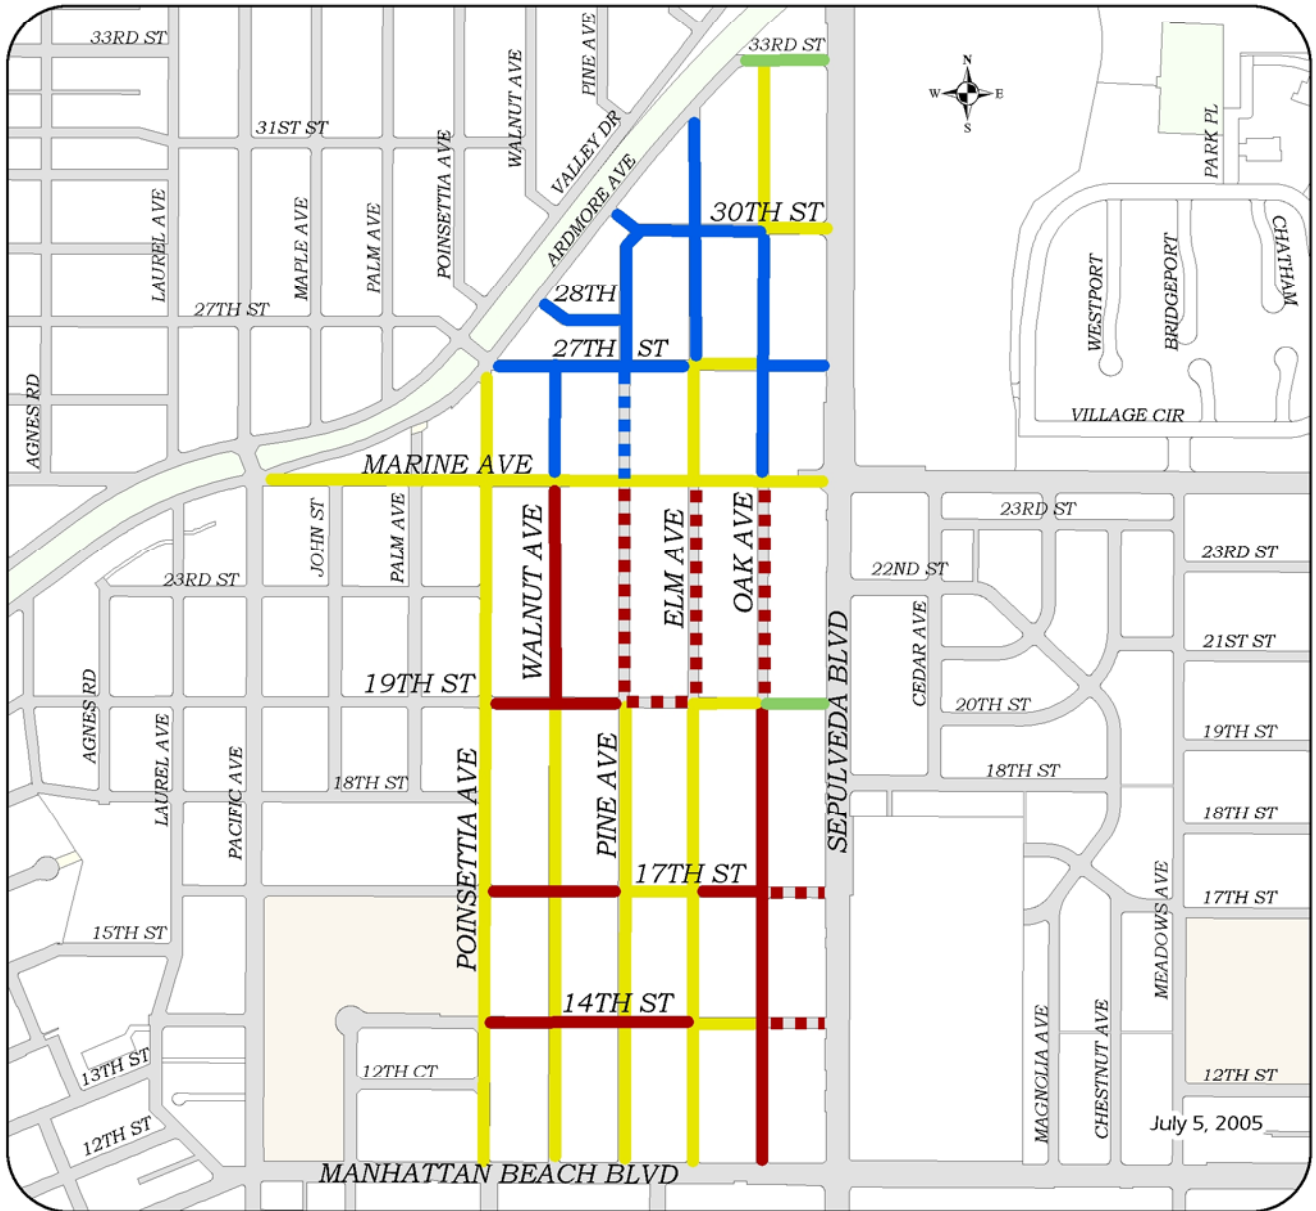 33RD ST
33RD ST
PINE AVE
WALNUT AVE
N
W
E
S
31ST ST
VALLEY DR
PARK PL
POINSETTIA AVE
ARDMORE AVE
LAUREL AVE
MAPLE AVE
PALM AVE
30TH ST
CHATHAM
BRIDGEPORT
WESTPORT
28TH
27TH ST
27TH ST
AGNES RD
VILLAGE CIR
MARINE AVE
JOHN ST
PALM AVE
WALNUT AVE
ELM AVE
OAK AVE
23RD ST
23RD ST
22ND ST
23RD ST
CEDAR AVE
SEPULVEDA BLVD
21ST ST
19TH ST
AGNES RD
20TH ST
LAUREL AVE
PACIFIC AVE
POINSETTIA AVE
PINE AVE
19TH ST
18TH ST
18TH ST
18TH ST
17TH ST
MEADOWS AVE
17TH ST
15TH ST
14TH ST
MAGNOLIA AVE
CHESTNUT AVE
13TH ST
12TH CT
12TH ST
12TH ST
July 5, 2005
MANHATTAN BEACH BLVD